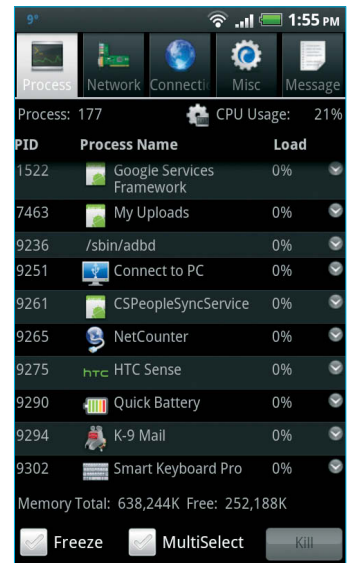 9° 1:55 PM
Process Network Connecti Misc Message
Process: 177 CPU Usage: 21%
PID Process Name Load
1522 Google Services Framework 0%
7463 My Uploads 0%
9236 /sbin/adbd 0%
9251 Connect to PC 0%
9261 CSPeopleSyncService 0%
9265 NetCounter 0%
9275 hTC HTC Sense 0%
9290 Quick Battery 0%
9294 K-9 Mail 0%
9302 Smart Keyboard Pro 0%
Memory Total: 638,244K Free: 252,188K
Freeze MultiSelect Kill